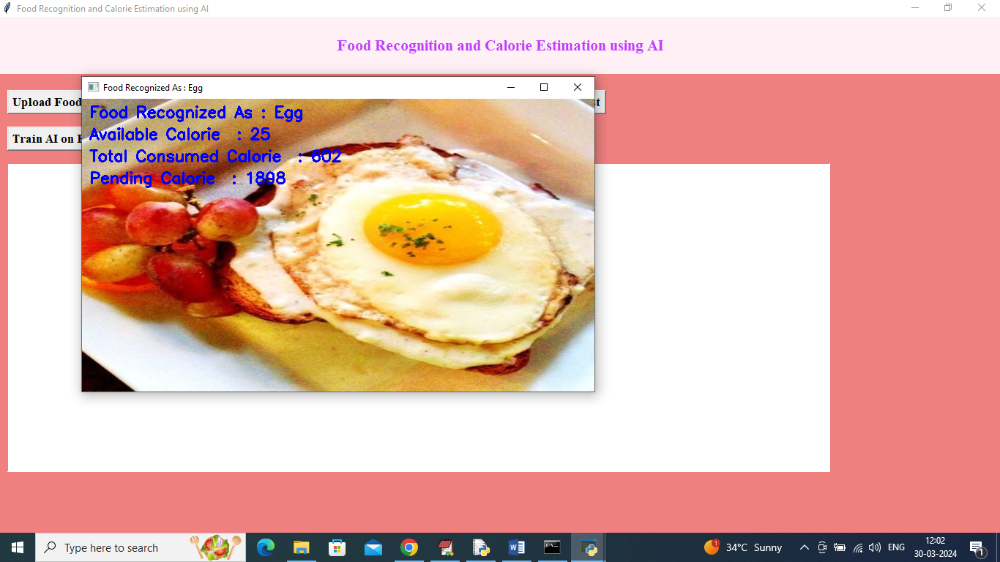 Food Recognition and Calorie Estimation using AI
Food Recognition and Calorie Estimation using AI
Upload Food
Train AI on
Food Recognized As : Egg
Food Recognized As : Egg
Available Calorie : 25
Total Consumed Calorie : 602
Pending Calorie : 1898
Type here to search
34°C Sunny
ENG
12:02
30-03-2024
1
1